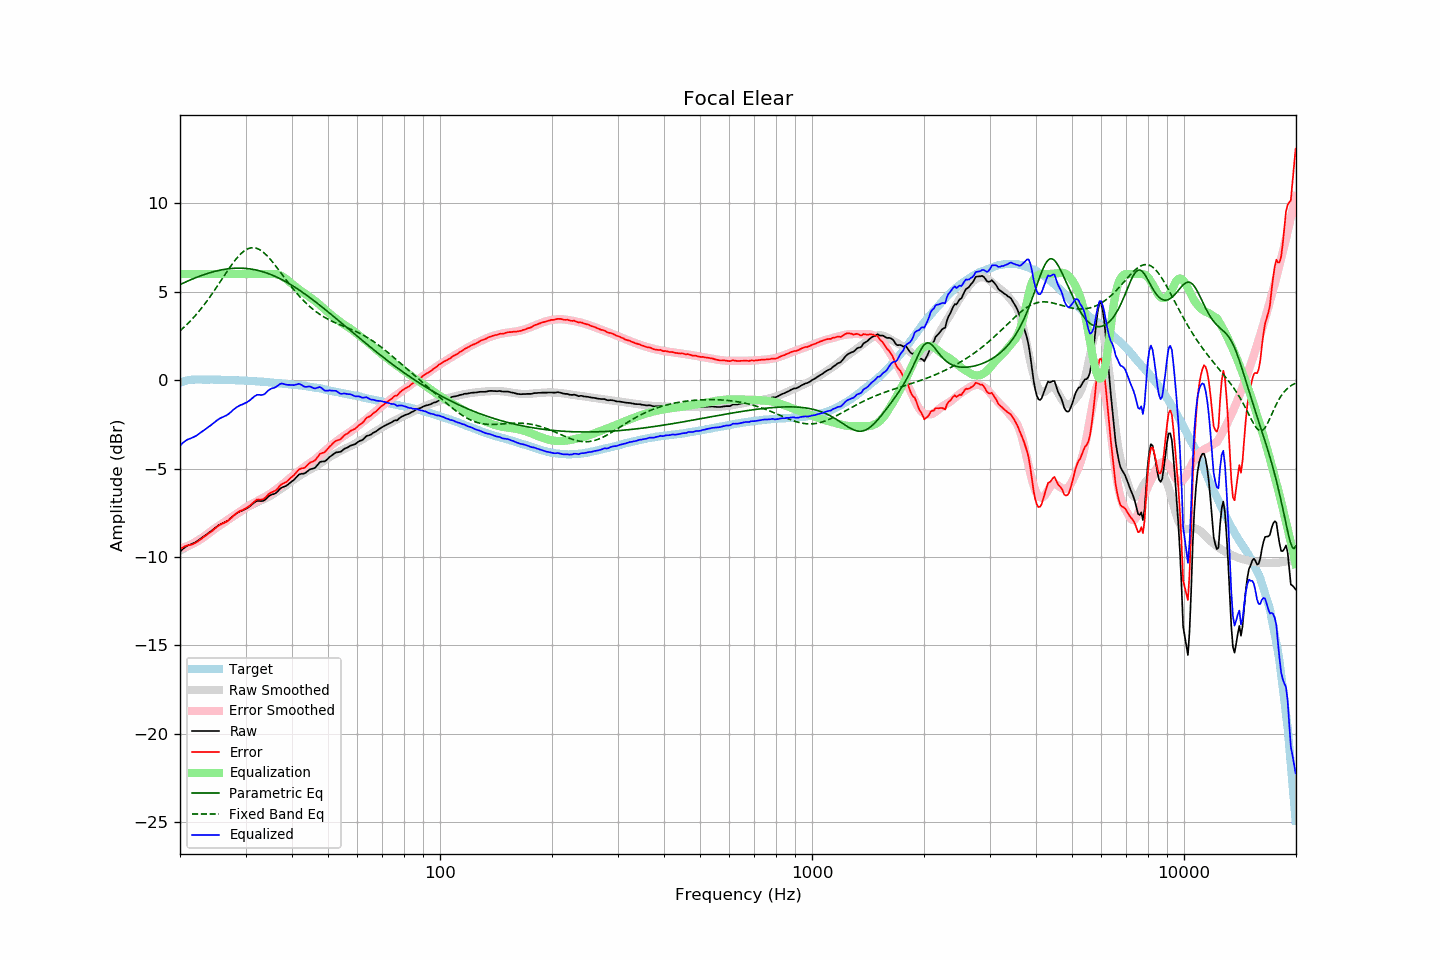 Focal Elear
10
5
0
−5
−10
−15
−20
−25
Amplitude (dBr)
Target
Raw Smoothed
Error Smoothed
Raw
Error
Equalization
Parametric Eq
Fixed Band Eq
Equalized
100
1000
10000
Frequency (Hz)